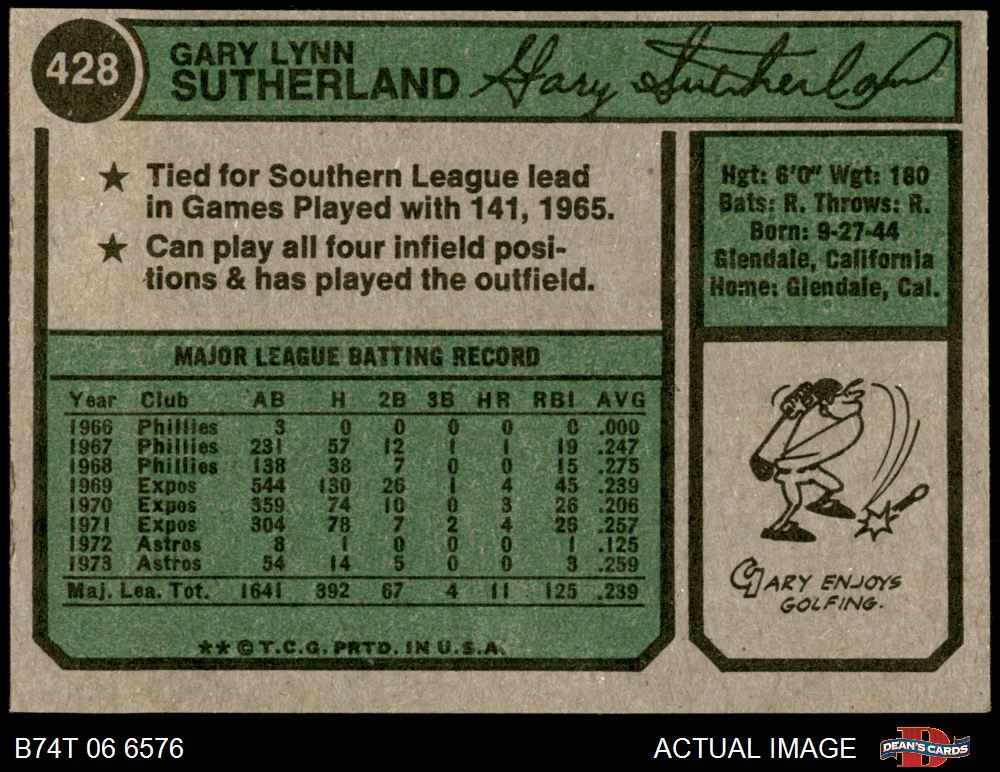 428
GARY LYNN
SUTHERLAND
Gary Sutherland
★ Tied for Southern League lead
in Games Played with 141, 1965.
★ Can play all four infield posi-
tions & has played the outfield.
Hgt: 6'0" Wgt: 180
Bats: R. Throws: R.
Born: 9-27-44
Glendale, California
Home: Glendale, Cal.
MAJOR LEAGUE BATTING RECORD
Year Club AB H 2B 3B HR RBI AVG
1966 Phillies 3 0 0 0 0 0 .000
1967 Phillies 231 57 12 1 1 19 .247
1968 Phillies 138 38 7 0 0 15 .275
1969 Expos 544 130 26 1 4 45 .239
1970 Expos 359 74 10 0 3 26 .206
1971 Expos 304 78 7 2 4 26 .257
1972 Astros 8 1 0 0 0 1 .125
1973 Astros 54 14 5 0 0 3 .259
Maj. Lea. Tot. 1641 392 67 4 11 125 .239
**© T.C.G. PRTD. IN U.S.A.
GARY ENJOYS
GOLFING.
B74T 06 6576
ACTUAL IMAGE
DEAN'S CARDS